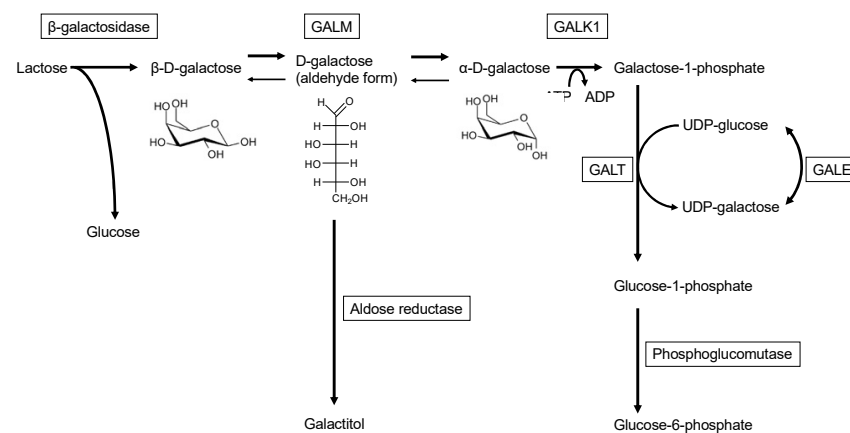 β-galactosidase
GALM
GALK1
Lactose
β-D-galactose
D-galactose
(aldehyde form)
α-D-galactose
Galactose-1-phosphate
ADP
HO OH
HO
O
OH
OH
H O
H OH
HO H
HO H
H OH
CH₂OH
HO OH
HO
O
OH
OH
UDP-glucose
GALT
GALE
UDP-galactose
Glucose
Glucose-1-phosphate
Aldose reductase
Phosphoglucomutase
Galactitol
Glucose-6-phosphate